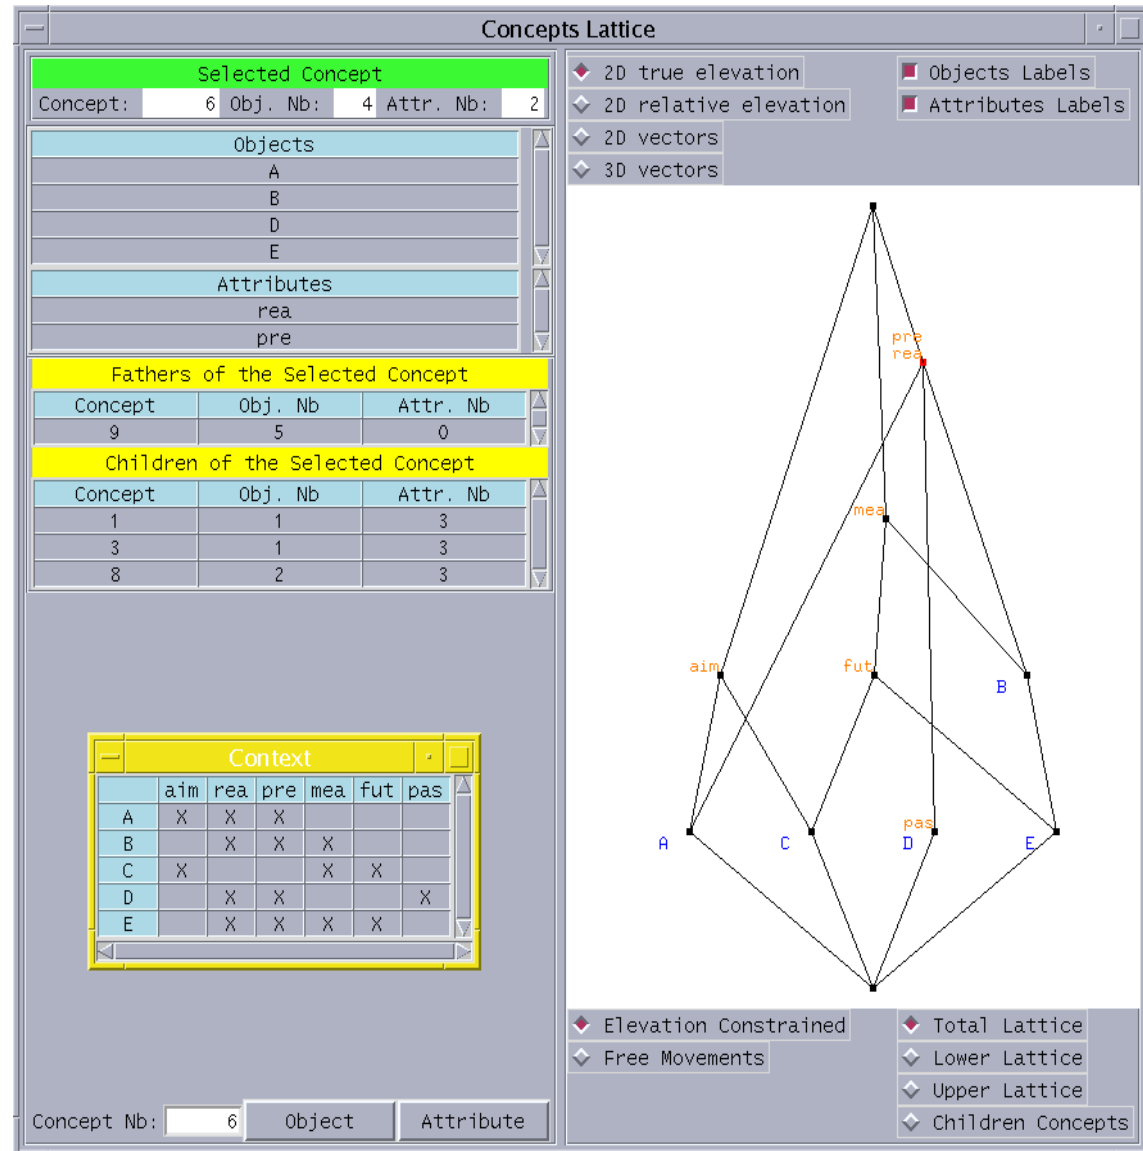 Concepts Lattice
Selected Concept
Concept: 6 Obj. Nb: 4 Attr. Nb: 2
Objects
A
B
D
E
Attributes
rea
pre
Fathers of the Selected Concept
Concept Obj. Nb Attr. Nb
9 5 0
Children of the Selected Concept
Concept Obj. Nb Attr. Nb
1 1 3
3 1 3
8 2 3
Context
aim rea pre mea fut pas
A X X X
B X X X
C X X X
D X X X
E X X X X
Concept Nb: 6 Object Attribute
2D true elevation Objects Labels
2D relative elevation Attributes Labels
2D vectors
3D vectors
pre
rea
mea
aim fut
B
pas
A C D E
Elevation Constrained Total Lattice
Free Movements Lower Lattice
Upper Lattice
Children Concepts